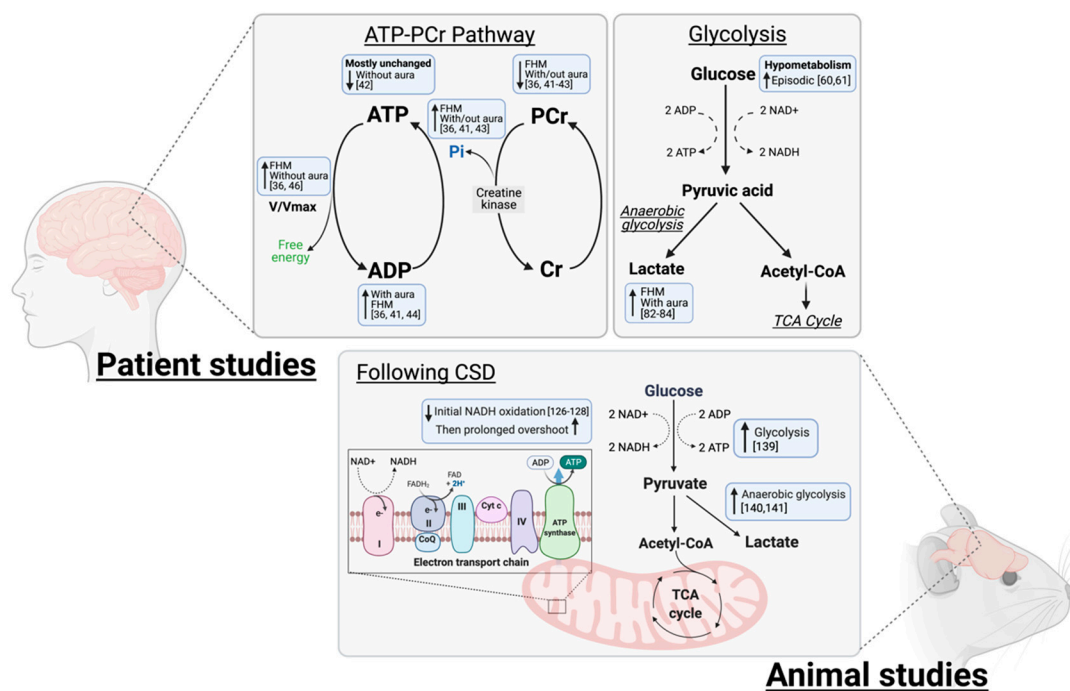 ATP-PCr Pathway
Mostly unchanged
↓ Without aura
[42]
↓ FHM
With/out aura
[36, 41-43]
ATP
↑ FHM
With/out aura
[36, 41, 43]
PCr
Pi
↑ FHM
Without aura
[36, 46]
V/Vmax
Creatine
kinase
Free
energy
ADP
Cr
↑ With aura
FHM
[36, 41, 44]
Glycolysis
Glucose
Hypometabolism
↑ Episodic [60,61]
2 ADP
2 NAD+
2 ATP
2 NADH
Pyruvic acid
Anaerobic
glycolysis
Lactate
Acetyl-CoA
↑ FHM
With aura
[82-84]
TCA Cycle
Patient studies
Following CSD
↓ Initial NADH oxidation [126-128]
Then prolonged overshoot ↑
NAD+
NADH
FADH₂
FAD
+ 2H⁺
ADP
ATP
e-
I
e-
II
CoQ
III
Cyt c
IV
ATP
synthase
Electron transport chain
Glucose
2 NAD+
2 ADP
2 NADH
2 ATP
↑ Glycolysis
[139]
Pyruvate
↑ Anaerobic glycolysis
[140,141]
Acetyl-CoA
Lactate
TCA
cycle
Animal studies